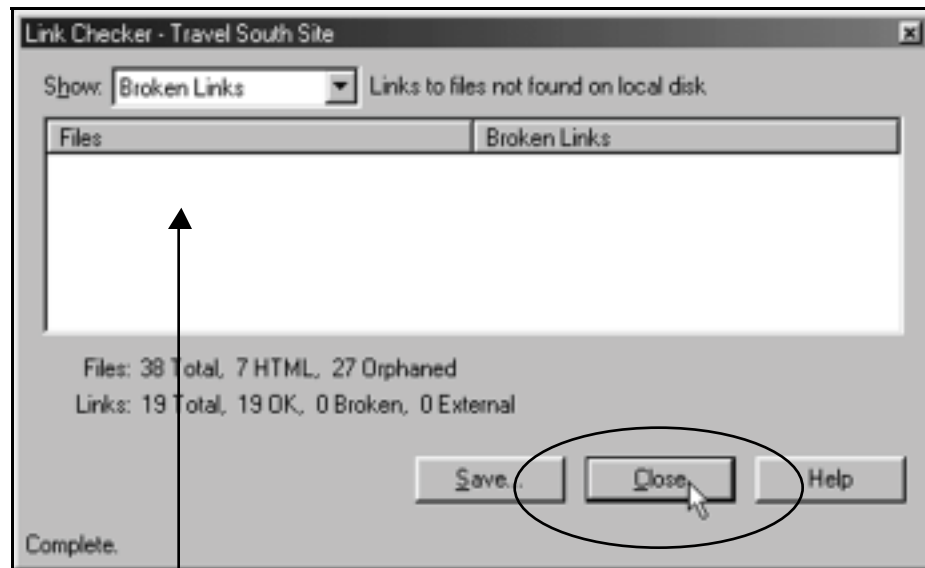 Link Checker - Travel South Site
Show: Broken Links Links to files not found on local disk
Files Broken Links
Files: 38 Total, 7 HTML, 27 Orphaned
Links: 19 Total, 19 OK, 0 Broken, 0 External
Save... Close Help
Complete.